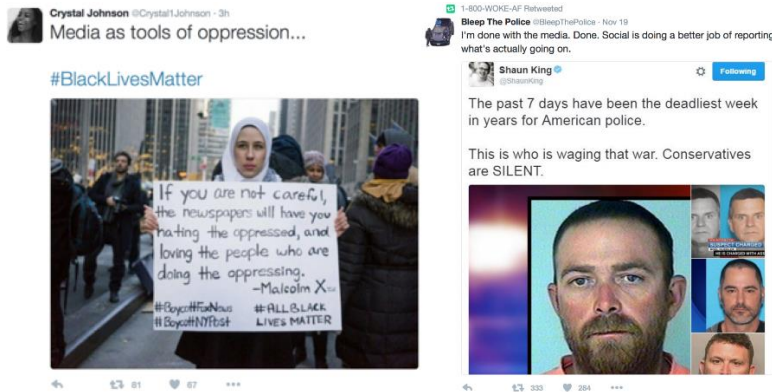 Crystal Johnson @Crystal1Johnson · 3h
Media as tools of oppression...
#BlackLivesMatter
If you are not careful,
the newspapers will have you
hating the oppressed, and
loving the people who are
doing the oppressing.
-Malcolm X
#BoycottFoxNews #ALLBLACK
#BoycottNYPost LIVES MATTER
81 67
1-800-WOKE-AF Retweeted
Bleep The Police @BleepThePolice · Nov 19
I'm done with the media. Done. Social is doing a better job of reporting
what's actually going on.
Shaun King
@ShaunKing
Following
The past 7 days have been the deadliest week
in years for American police.
This is who is waging that war. Conservatives
are SILENT.
SUSPECT CHARGED
HE IS CHARGED WITH
333 284